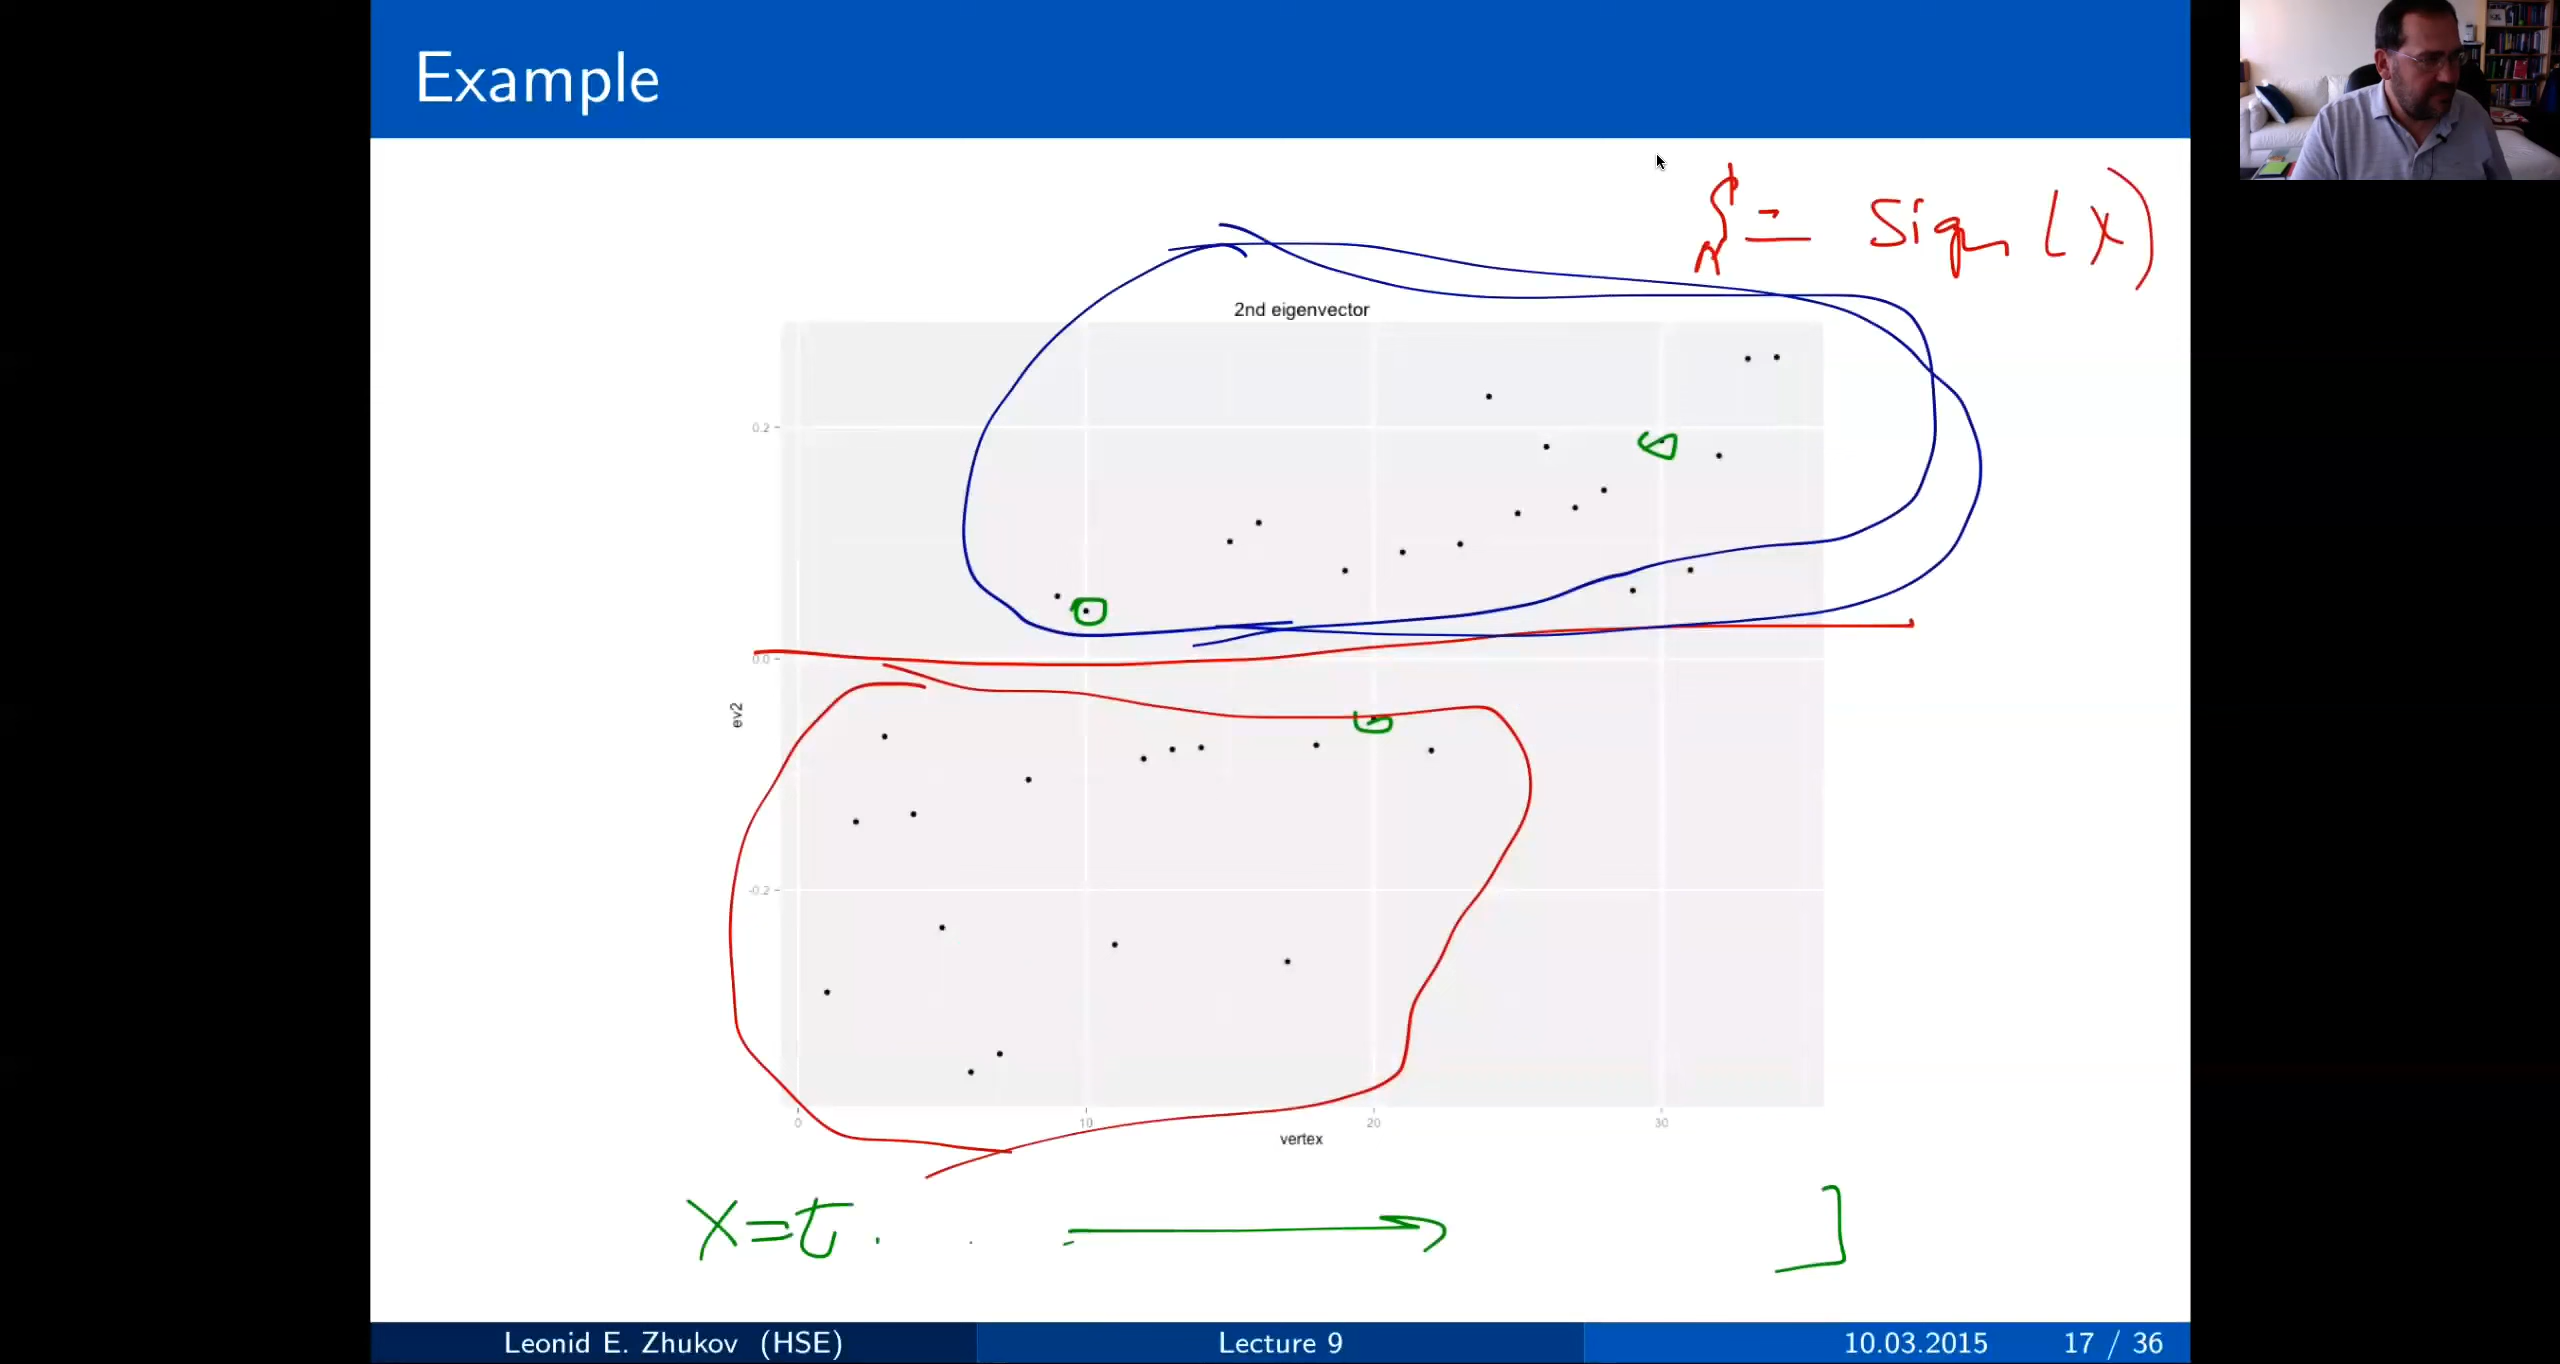 Example
= Sign (x)
2nd eigenvector
0.2
0.0
-0.2
ev2
0
10
20
30
vertex
X = [ . . . ]
Leonid E. Zhukov (HSE)
Lecture 9
10.03.2015
17 / 36